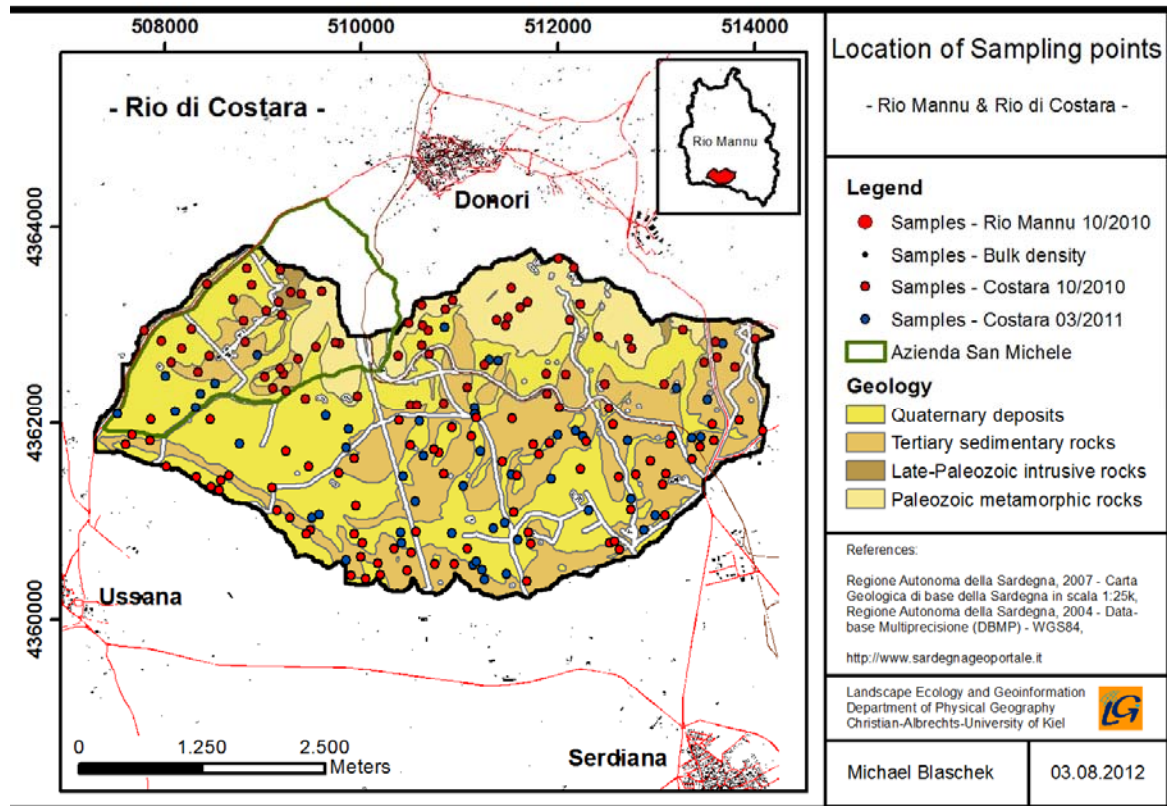 508000 510000 512000 514000
- Rio di Costara -
Rio Mannu
Donori
4364000
4362000
4360000
Ussana
Serdiana
0 1.250 2.500
Meters
Location of Sampling points
- Rio Mannu & Rio di Costara -
Legend
Samples - Rio Mannu 10/2010
Samples - Bulk density
Samples - Costara 10/2010
Samples - Costara 03/2011
Azienda San Michele
Geology
Quaternary deposits
Tertiary sedimentary rocks
Late-Paleozoic intrusive rocks
Paleozoic metamorphic rocks
References:
Regione Autonoma della Sardegna, 2007 - Carta
Geologica di base della Sardegna in scala 1:25k,
Regione Autonoma della Sardegna, 2004 - Data-
base Multiprecisione (DBMP) - WGS84,
http://www.sardegnageoportale.it
Landscape Ecology and Geoinformation
Department of Physical Geography
Christian-Albrechts-University of Kiel
LG
Michael Blaschek
03.08.2012